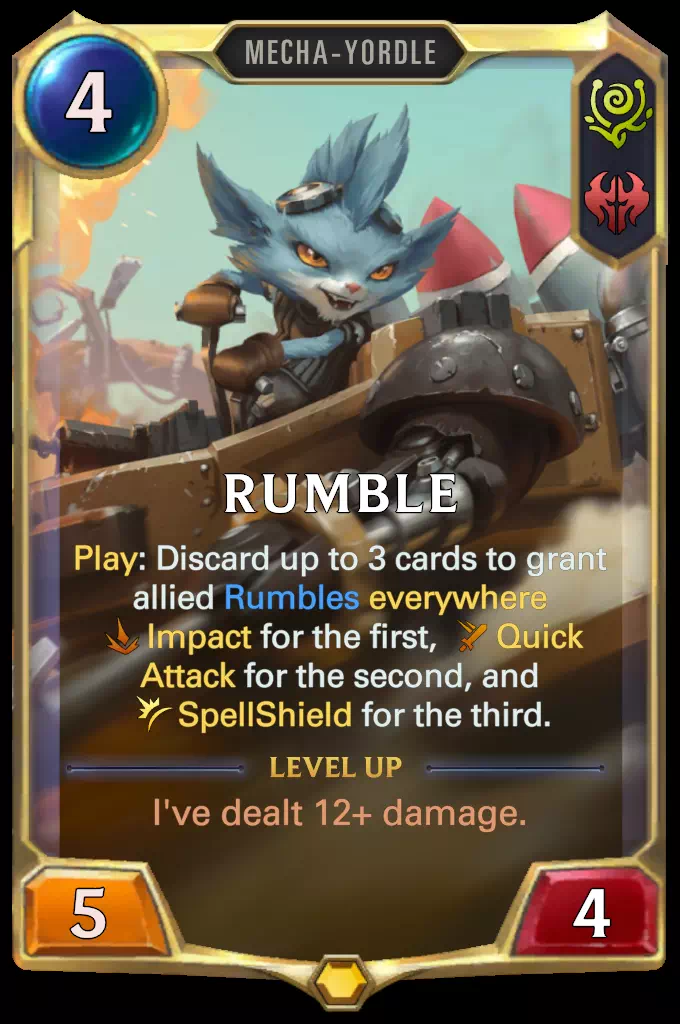 MECHA-YORDLE
4
RUMBLE
Play: Discard up to 3 cards to grant
allied Rumbles everywhere
Impact for the first, Quick
Attack for the second, and
SpellShield for the third.
LEVEL UP
I've dealt 12+ damage.
5
4